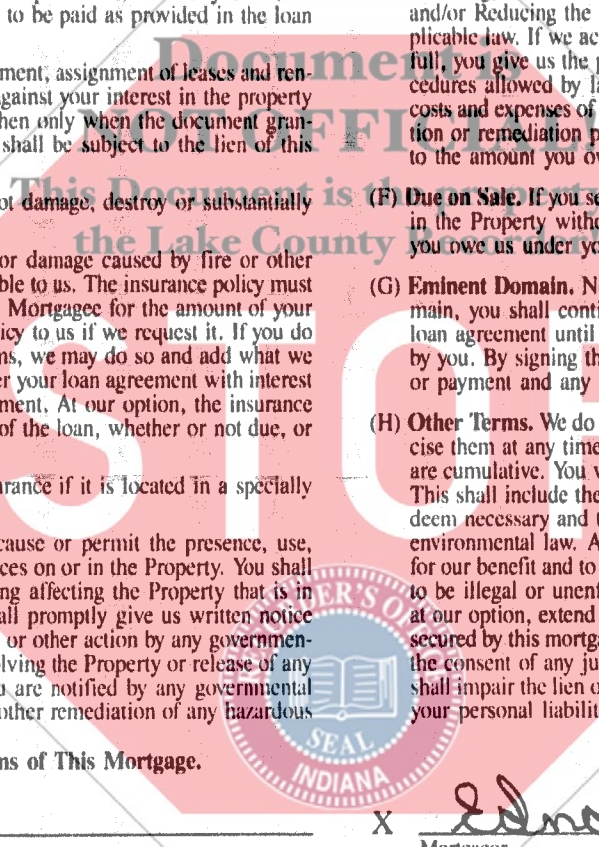 to be paid as provided in the loan
ment, assignment of leases and ren-
against your interest in the property
hen only when the document gran-
shall be subject to the lien of this
ot damage, destroy or substantially
or damage caused by fire or other
ble to us. The insurance policy must
Mortgagee for the amount of your
icy to us if we request it. If you do
ns, we may do so and add what we
er your loan agreement with interest
ment. At our option, the insurance
of the loan, whether or not due, or
urance if it is located in a specially
cause or permit the presence, use,
ces on or in the Property. You shall
ng affecting the Property that is in
all promptly give us written notice
or other action by any governmen-
olving the Property or release of any
u are notified by any governmental
other remediation of any hazardous
ns of This Mortgage.
and/or Reducing the
plicable law. If we ac
full, you give us the p
cedures allowed by la
costs and expenses of
tion or remediation p
to the amount you ow
(F) Due on Sale. If you se
in the Property witho
you owe us under yo
(G) Eminent Domain. N
main, you shall conti
loan agreement until
by you. By signing th
or payment and any
(H) Other Terms. We do
cise them at any time
are cumulative. You w
This shall include the
deem necessary and t
environmental law. A
for our benefit and to
to be illegal or unenf
at our option, extend
secured by this mortga
the consent of any ju
shall impair the lien o
your personal liabilit
X Edna
Mortgagor
Document is
NOT OFFICIAL
This Document is the property
the Lake County Recorder
STOP
RECORDER'S OFFICE
SEAL
INDIANA